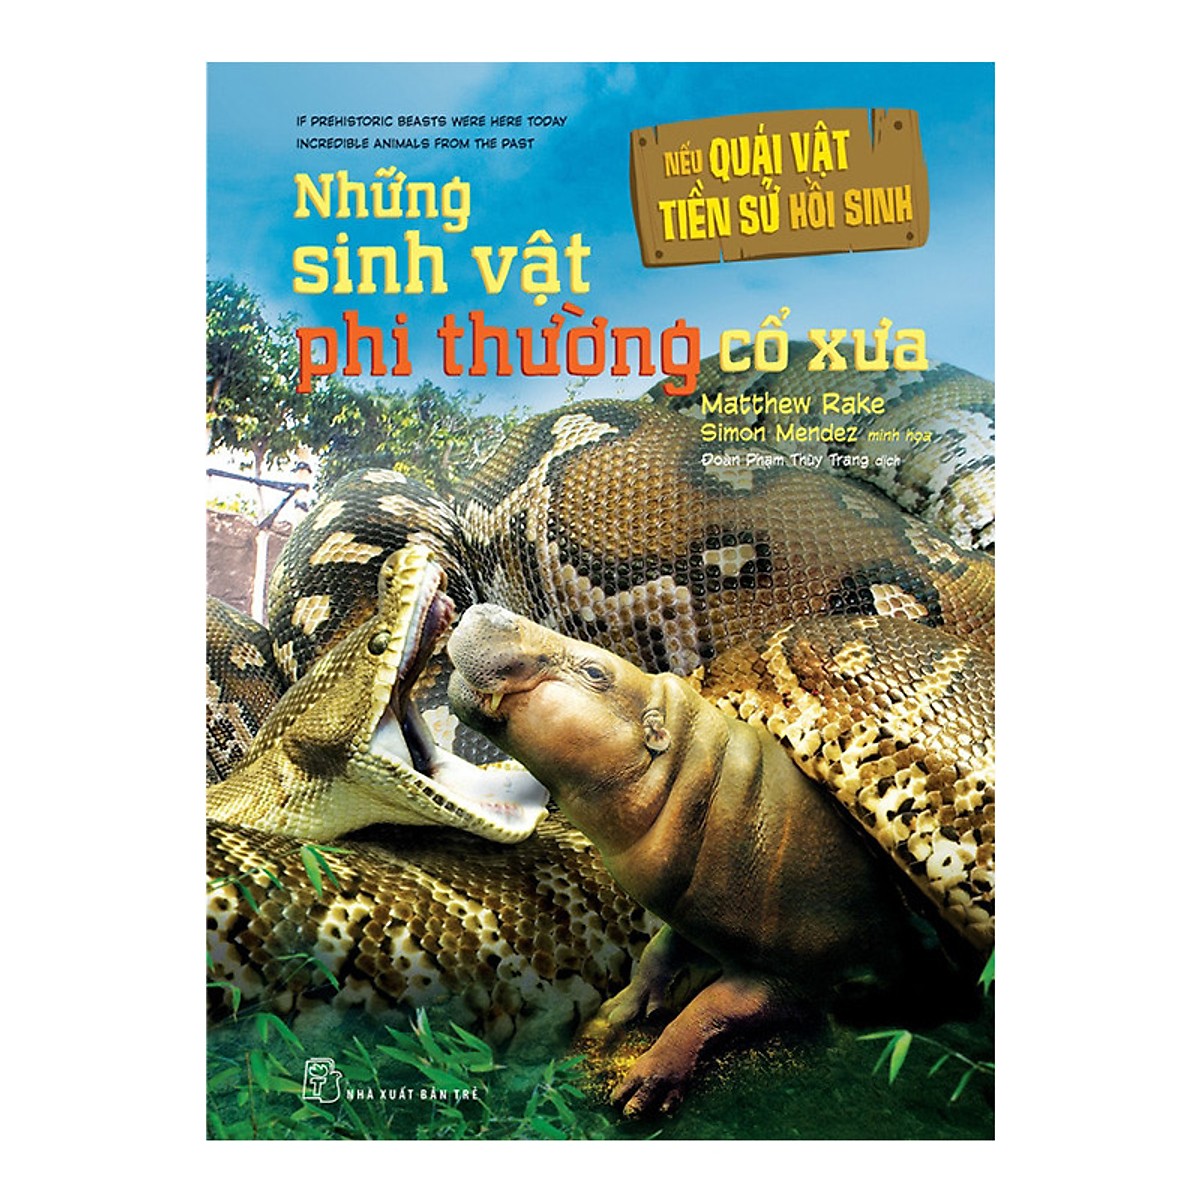 IF PREHISTORIC BEASTS WERE HERE TODAY
INCREDIBLE ANIMALS FROM THE PAST
NẾU QUÁI VẬT
TIỀN SỬ HỒI SINH
Những
sinh vật
phi thường cổ xưa
Matthew Rake
Simon Mendez minh họa
Đoàn Phạm Thùy Trang dịch
NHÀ XUẤT BẢN TRẺ